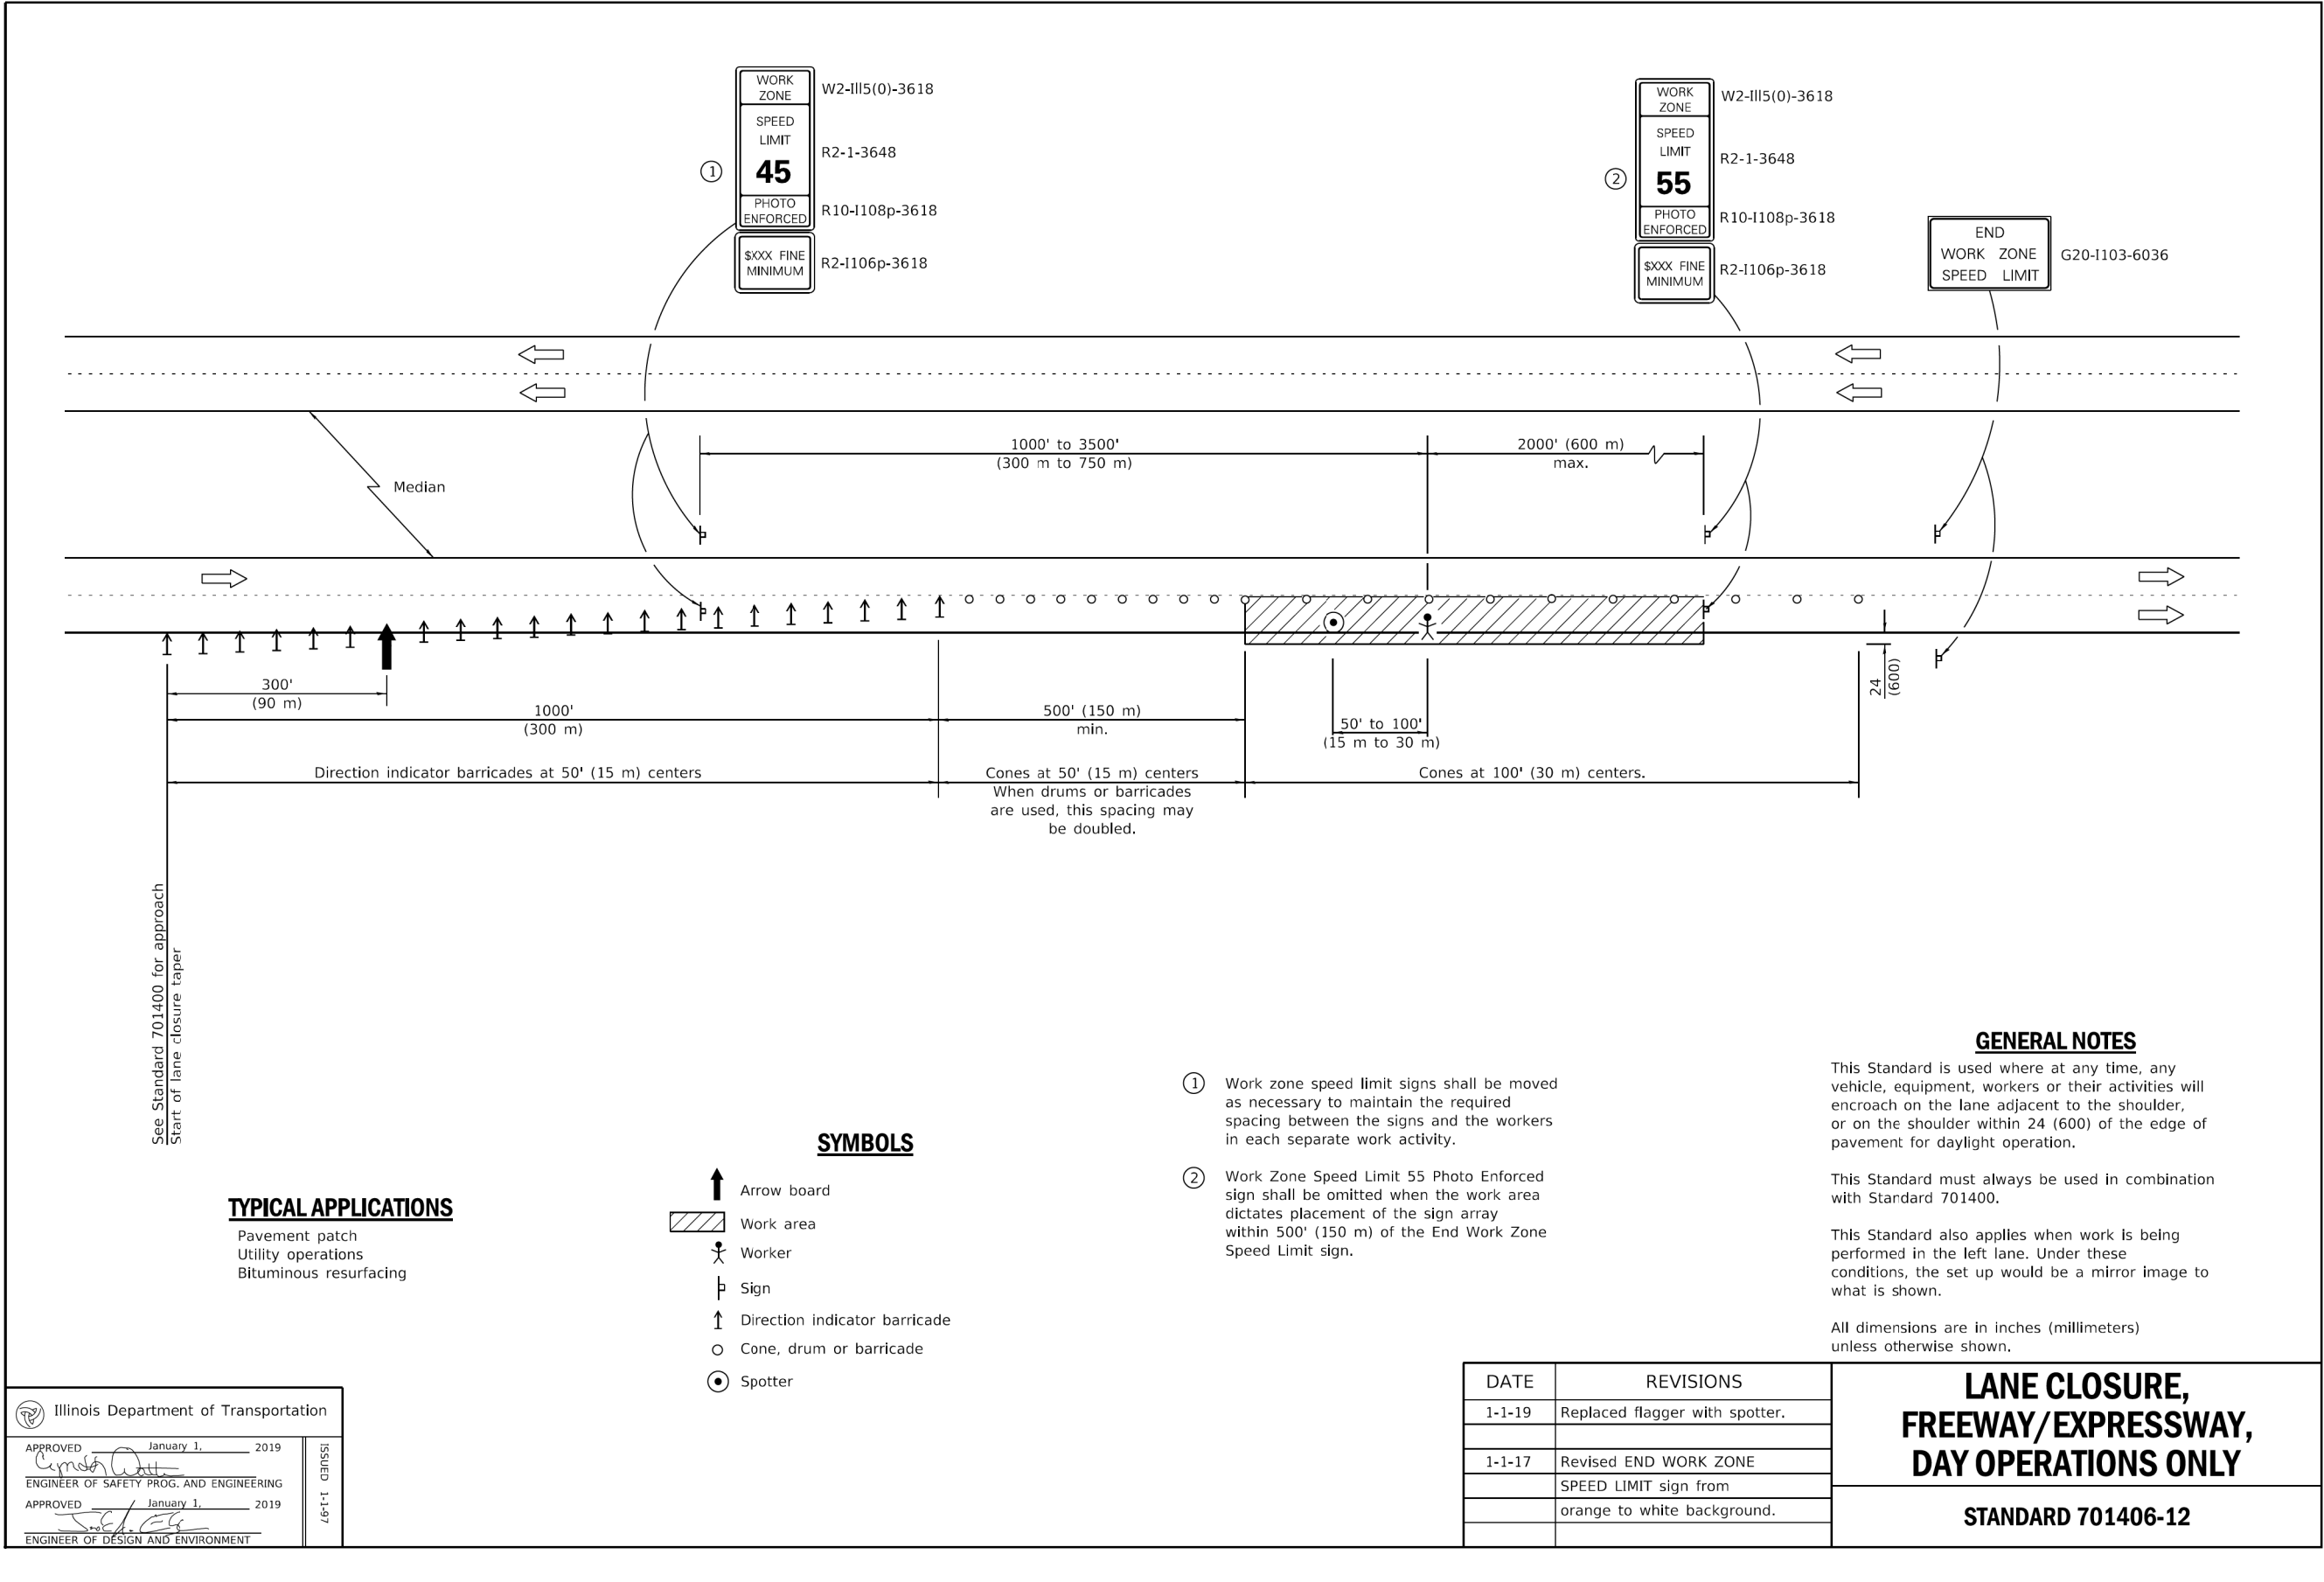 WORK
ZONE
W2-Ill5(0)-3618
SPEED
LIMIT
45
R2-1-3648
1
PHOTO
ENFORCED
R10-I108p-3618
$XXX FINE
MINIMUM
R2-I106p-3618
WORK
ZONE
W2-Ill5(0)-3618
SPEED
LIMIT
55
R2-1-3648
2
PHOTO
ENFORCED
R10-I108p-3618
$XXX FINE
MINIMUM
R2-I106p-3618
END
WORK ZONE
SPEED LIMIT
G20-I103-6036
1000' to 3500'
(300 m to 750 m)
2000' (600 m)
max.
Median
300'
(90 m)
1000'
(300 m)
500' (150 m)
min.
50' to 100'
(15 m to 30 m)
24
(600)
Direction indicator barricades at 50' (15 m) centers
Cones at 50' (15 m) centers
When drums or barricades
are used, this spacing may
be doubled.
Cones at 100' (30 m) centers.
See Standard 701400 for approach
Start of lane closure taper
TYPICAL APPLICATIONS
Pavement patch
Utility operations
Bituminous resurfacing
SYMBOLS
Arrow board
Work area
Worker
Sign
Direction indicator barricade
Cone, drum or barricade
Spotter
1 Work zone speed limit signs shall be moved
as necessary to maintain the required
spacing between the signs and the workers
in each separate work activity.
2 Work Zone Speed Limit 55 Photo Enforced
sign shall be omitted when the work area
dictates placement of the sign array
within 500' (150 m) of the End Work Zone
Speed Limit sign.
GENERAL NOTES
This Standard is used where at any time, any
vehicle, equipment, workers or their activities will
encroach on the lane adjacent to the shoulder,
or on the shoulder within 24 (600) of the edge of
pavement for daylight operation.
This Standard must always be used in combination
with Standard 701400.
This Standard also applies when work is being
performed in the left lane. Under these
conditions, the set up would be a mirror image to
what is shown.
All dimensions are in inches (millimeters)
unless otherwise shown.
Illinois Department of Transportation
APPROVED January 1, 2019
ENGINEER OF SAFETY PROG. AND ENGINEERING
APPROVED January 1, 2019
ENGINEER OF DESIGN AND ENVIRONMENT
ISSUED 1-1-97
DATE REVISIONS
1-1-19 Replaced flagger with spotter.
1-1-17 Revised END WORK ZONE
SPEED LIMIT sign from
orange to white background.
LANE CLOSURE,
FREEWAY/EXPRESSWAY,
DAY OPERATIONS ONLY
STANDARD 701406-12